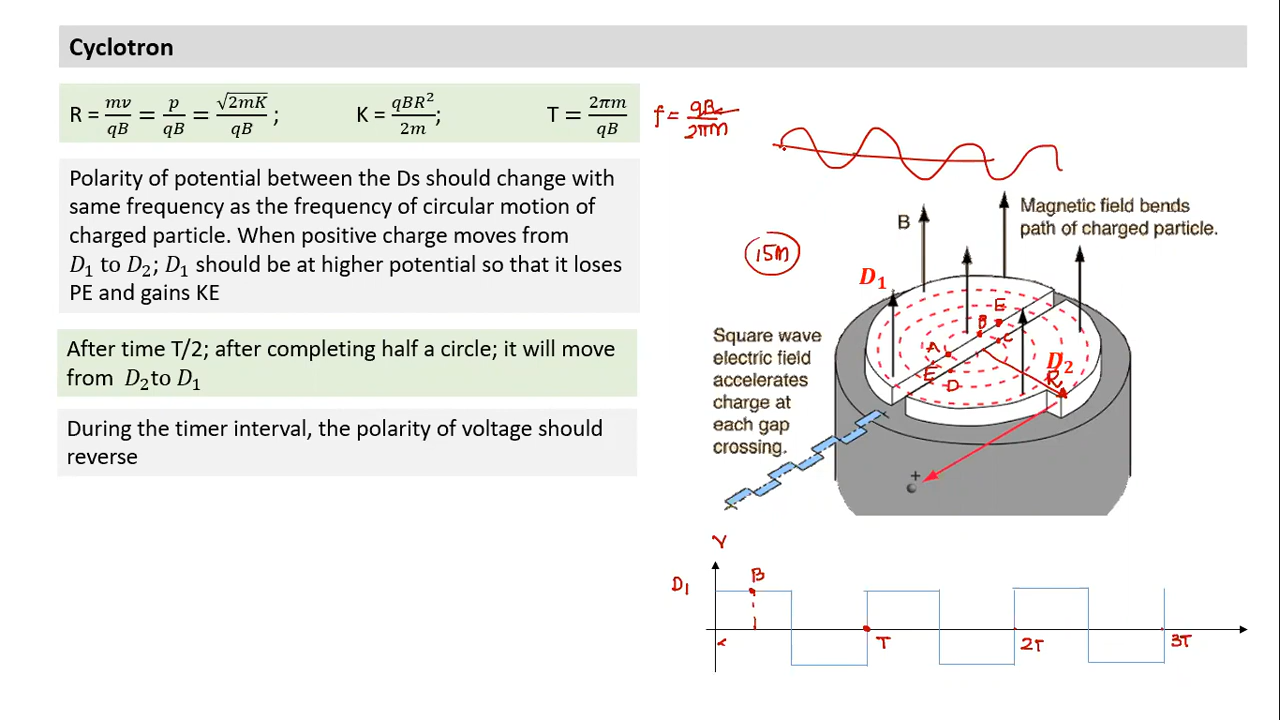 Cyclotron
R = mv/qB = p/qB = √2mK/qB ; K = qBR²/2m; T = 2πm/qB f = qB/2πm
Polarity of potential between the Ds should change with
same frequency as the frequency of circular motion of
charged particle. When positive charge moves from
D₁ to D₂; D₁ should be at higher potential so that it loses
PE and gains KE
After time T/2; after completing half a circle; it will move
from D₂to D₁
During the timer interval, the polarity of voltage should
reverse
B
Magnetic field bends
path of charged particle.
15m
D₁
Square wave
electric field
accelerates
charge at
each gap
crossing.
E
B
C
A
E
D
D₂
R
+
V
D₁
B
T
2T
3T